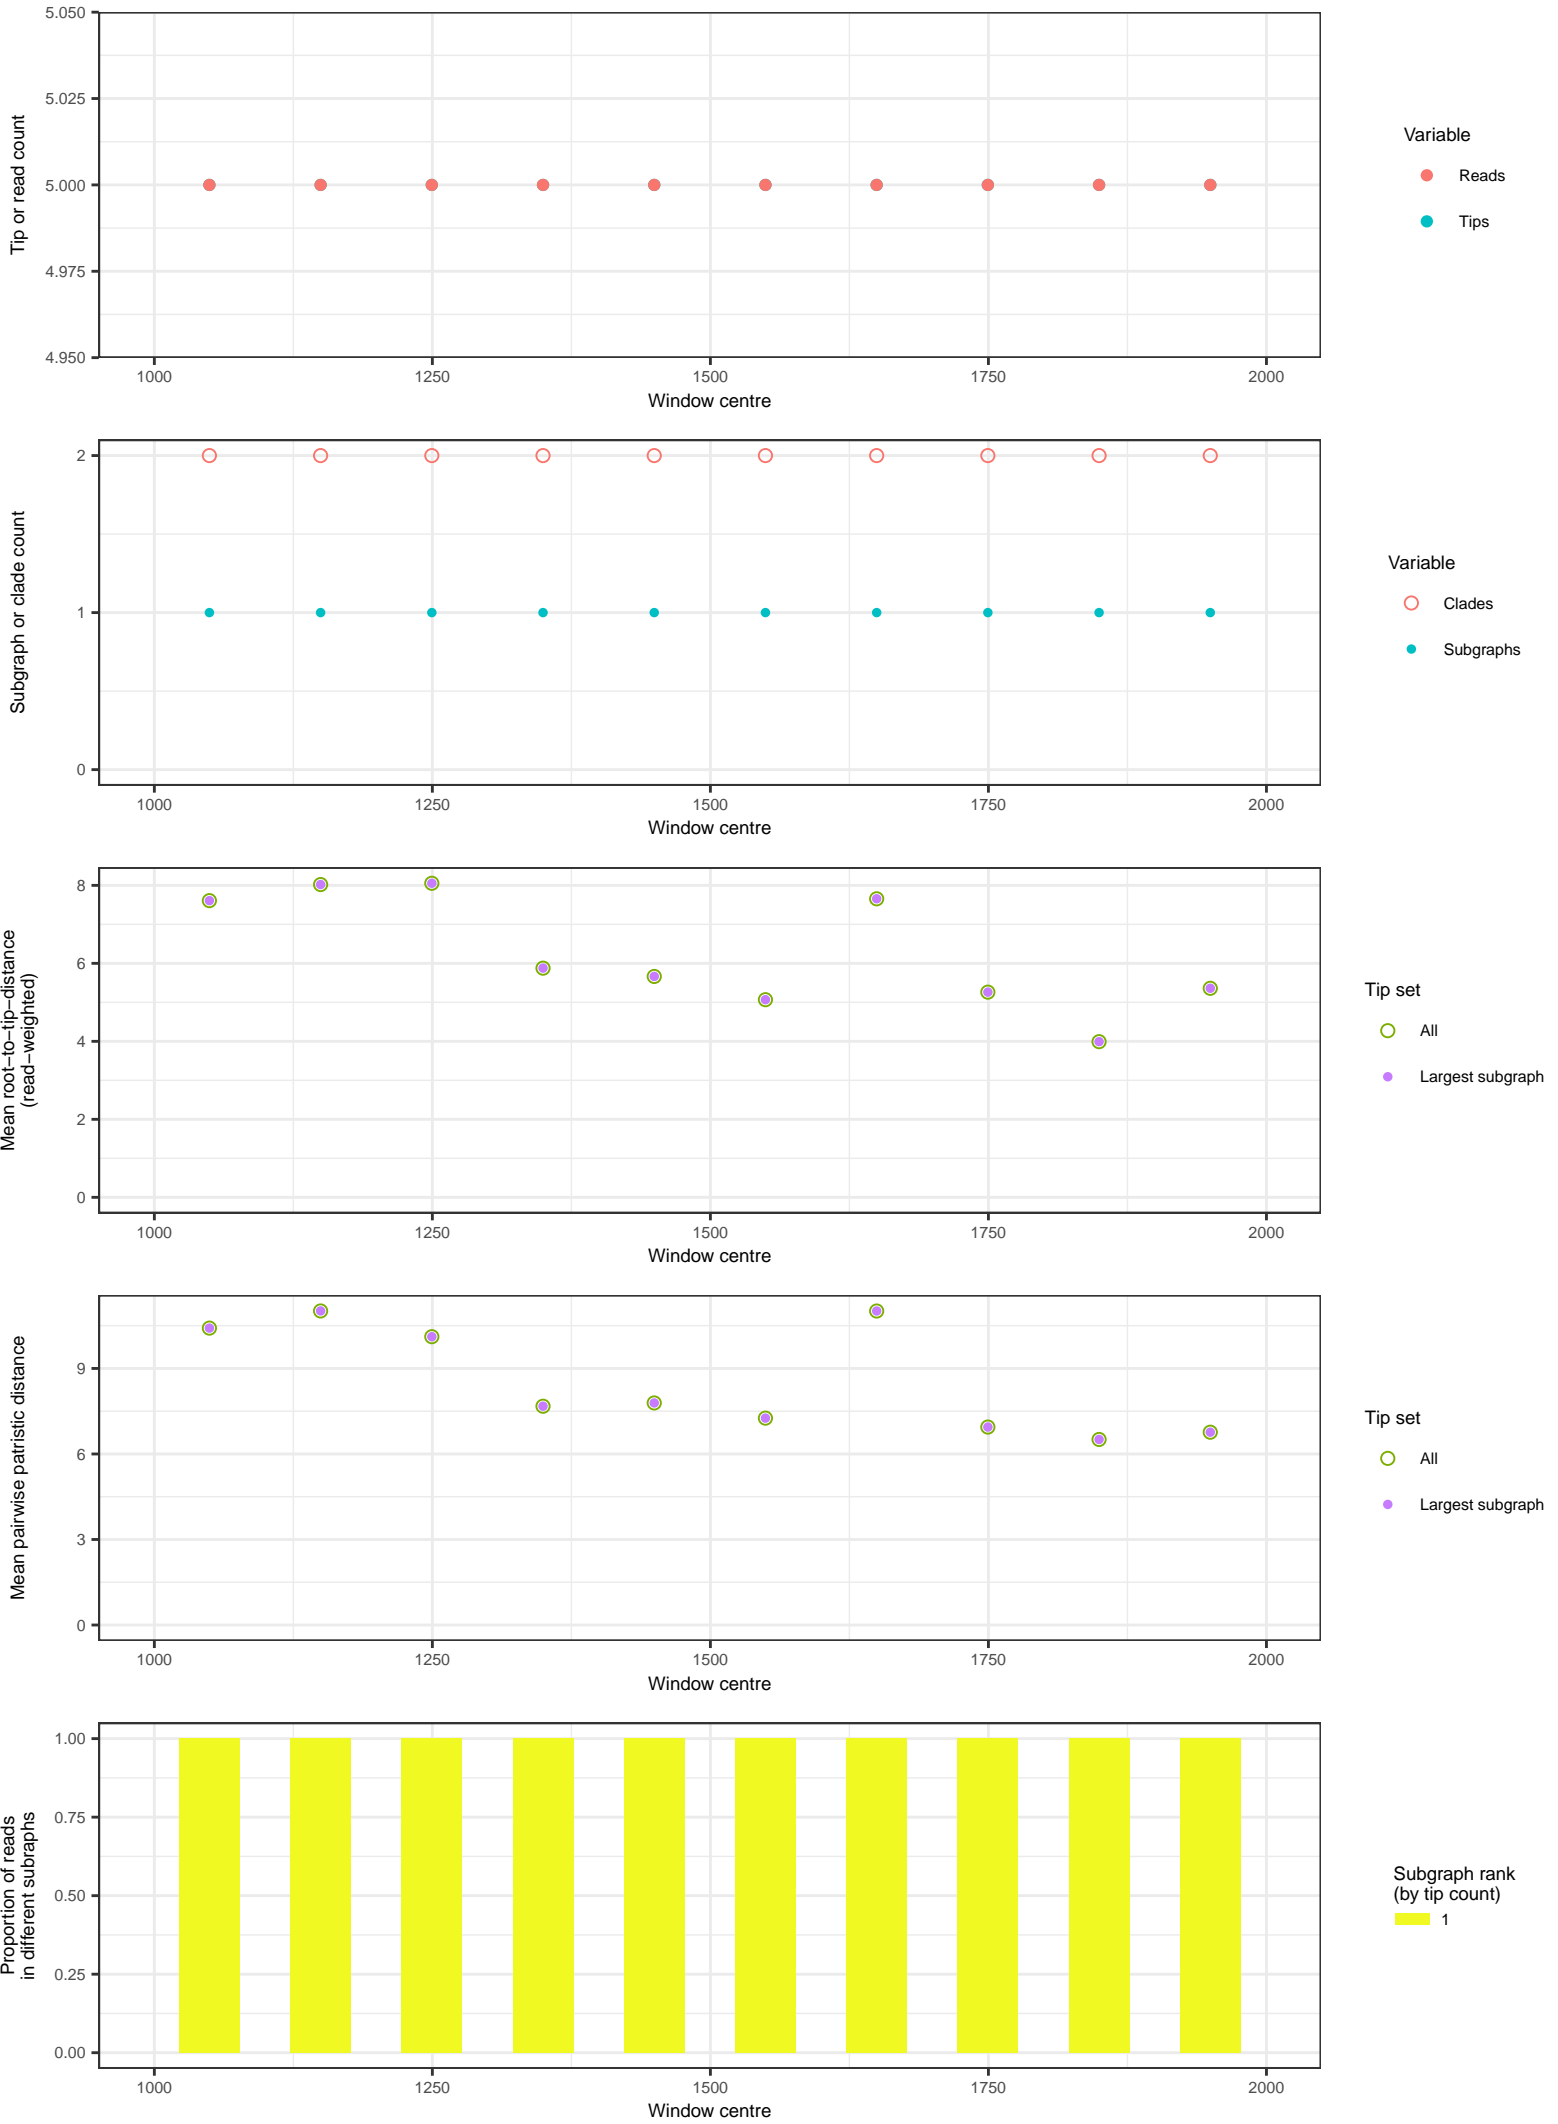 5.050
5.025
5.000
4.975
4.950
Tip or read count
1000 1250 1500 1750 2000
Window centre
Variable
Reads
Tips
2
1
0
Subgraph or clade count
1000 1250 1500 1750 2000
Window centre
Variable
Clades
Subgraphs
8
6
4
2
0
Mean root−to−tip−distance
(read−weighted)
1000 1250 1500 1750 2000
Window centre
Tip set
All
Largest subgraph
9
6
3
0
Mean pairwise patristic distance
1000 1250 1500 1750 2000
Window centre
Tip set
All
Largest subgraph
1.00
0.75
0.50
0.25
0.00
Proportion of reads
in different subraphs
1000 1250 1500 1750 2000
Window centre
Subgraph rank
(by tip count)
1